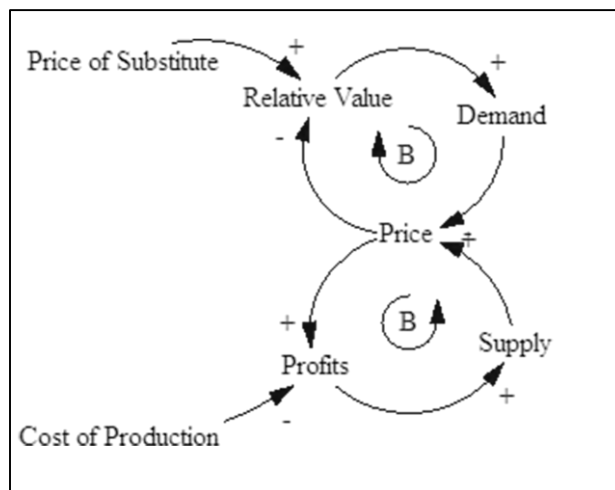 Price of Substitute
+
+
Relative Value
Demand
-
B
Price
-
+
+
B
Supply
Profits
+
-
Cost of Production